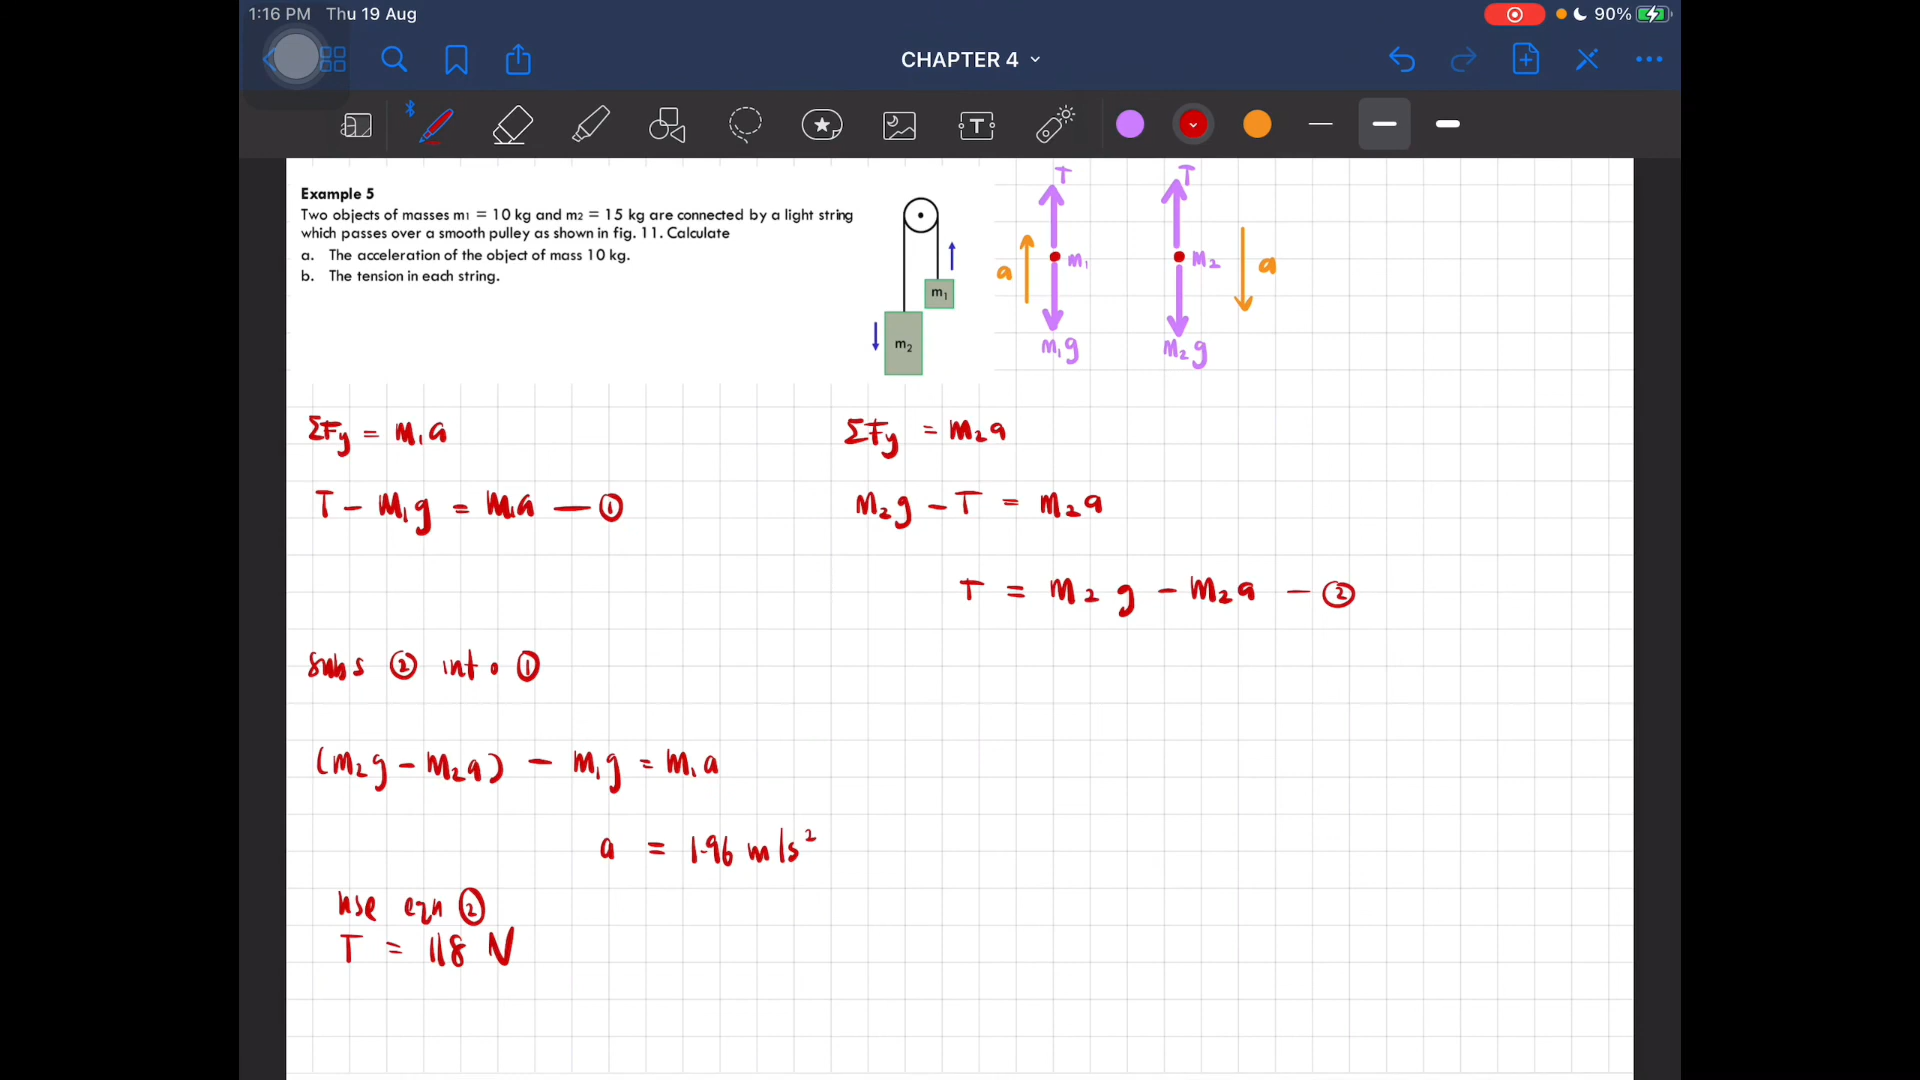 1:16 PM Thu 19 Aug
90%
CHAPTER 4
T
Example 5
Two objects of masses m1 = 10 kg and m2 = 15 kg are connected by a light string
which passes over a smooth pulley as shown in fig. 11. Calculate
a. The acceleration of the object of mass 10 kg.
b. The tension in each string.
m1
m2
T
a
m1
m1g
T
m2
a
m2g
ΣFy = m1a
T - m1g = m1a — ①
ΣFy = m2a
m2g - T = m2a
T = m2g - m2a — ②
subs ② into ①
(m2g - m2a) - m1g = m1a
a = 1.96 m/s²
use eqn ②
T = 118 N